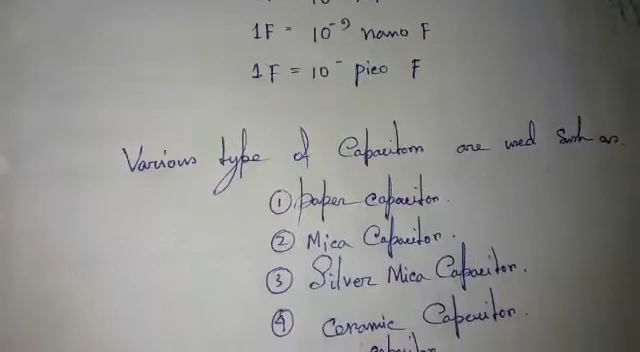 1F = 10⁻⁹ nano F
1F = 10⁻ pico F
Various type of Capacitors are used such as.
① paper capacitor.
② Mica Capacitor.
③ Silver Mica Capacitor.
④ Ceramic Capacitor.
capacitor